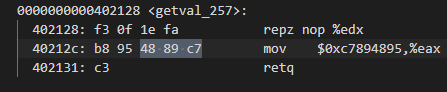 0000000000402128 <getval_257>:
402128: f3 0f 1e fa repz nop %edx
40212c: b8 95 48 89 c7 mov $0xc7894895,%eax
402131: c3 retq